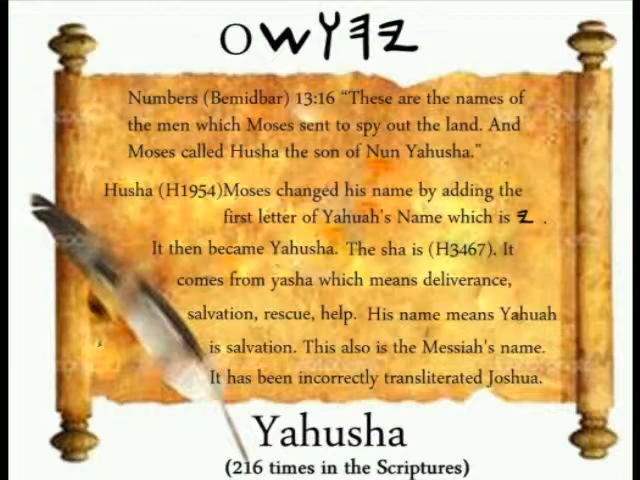 𐤉𐤄𐤅𐤔𐤏
Numbers (Bemidbar) 13:16 “These are the names of
the men which Moses sent to spy out the land. And
Moses called Husha the son of Nun Yahusha.”
Husha (H1954)Moses changed his name by adding the
first letter of Yahuah's Name which is 𐤉 .
It then became Yahusha. The sha is (H3467). It
comes from yasha which means deliverance,
salvation, rescue, help. His name means Yahuah
is salvation. This also is the Messiah's name.
It has been incorrectly transliterated Joshua.
Yahusha
(216 times in the Scriptures)